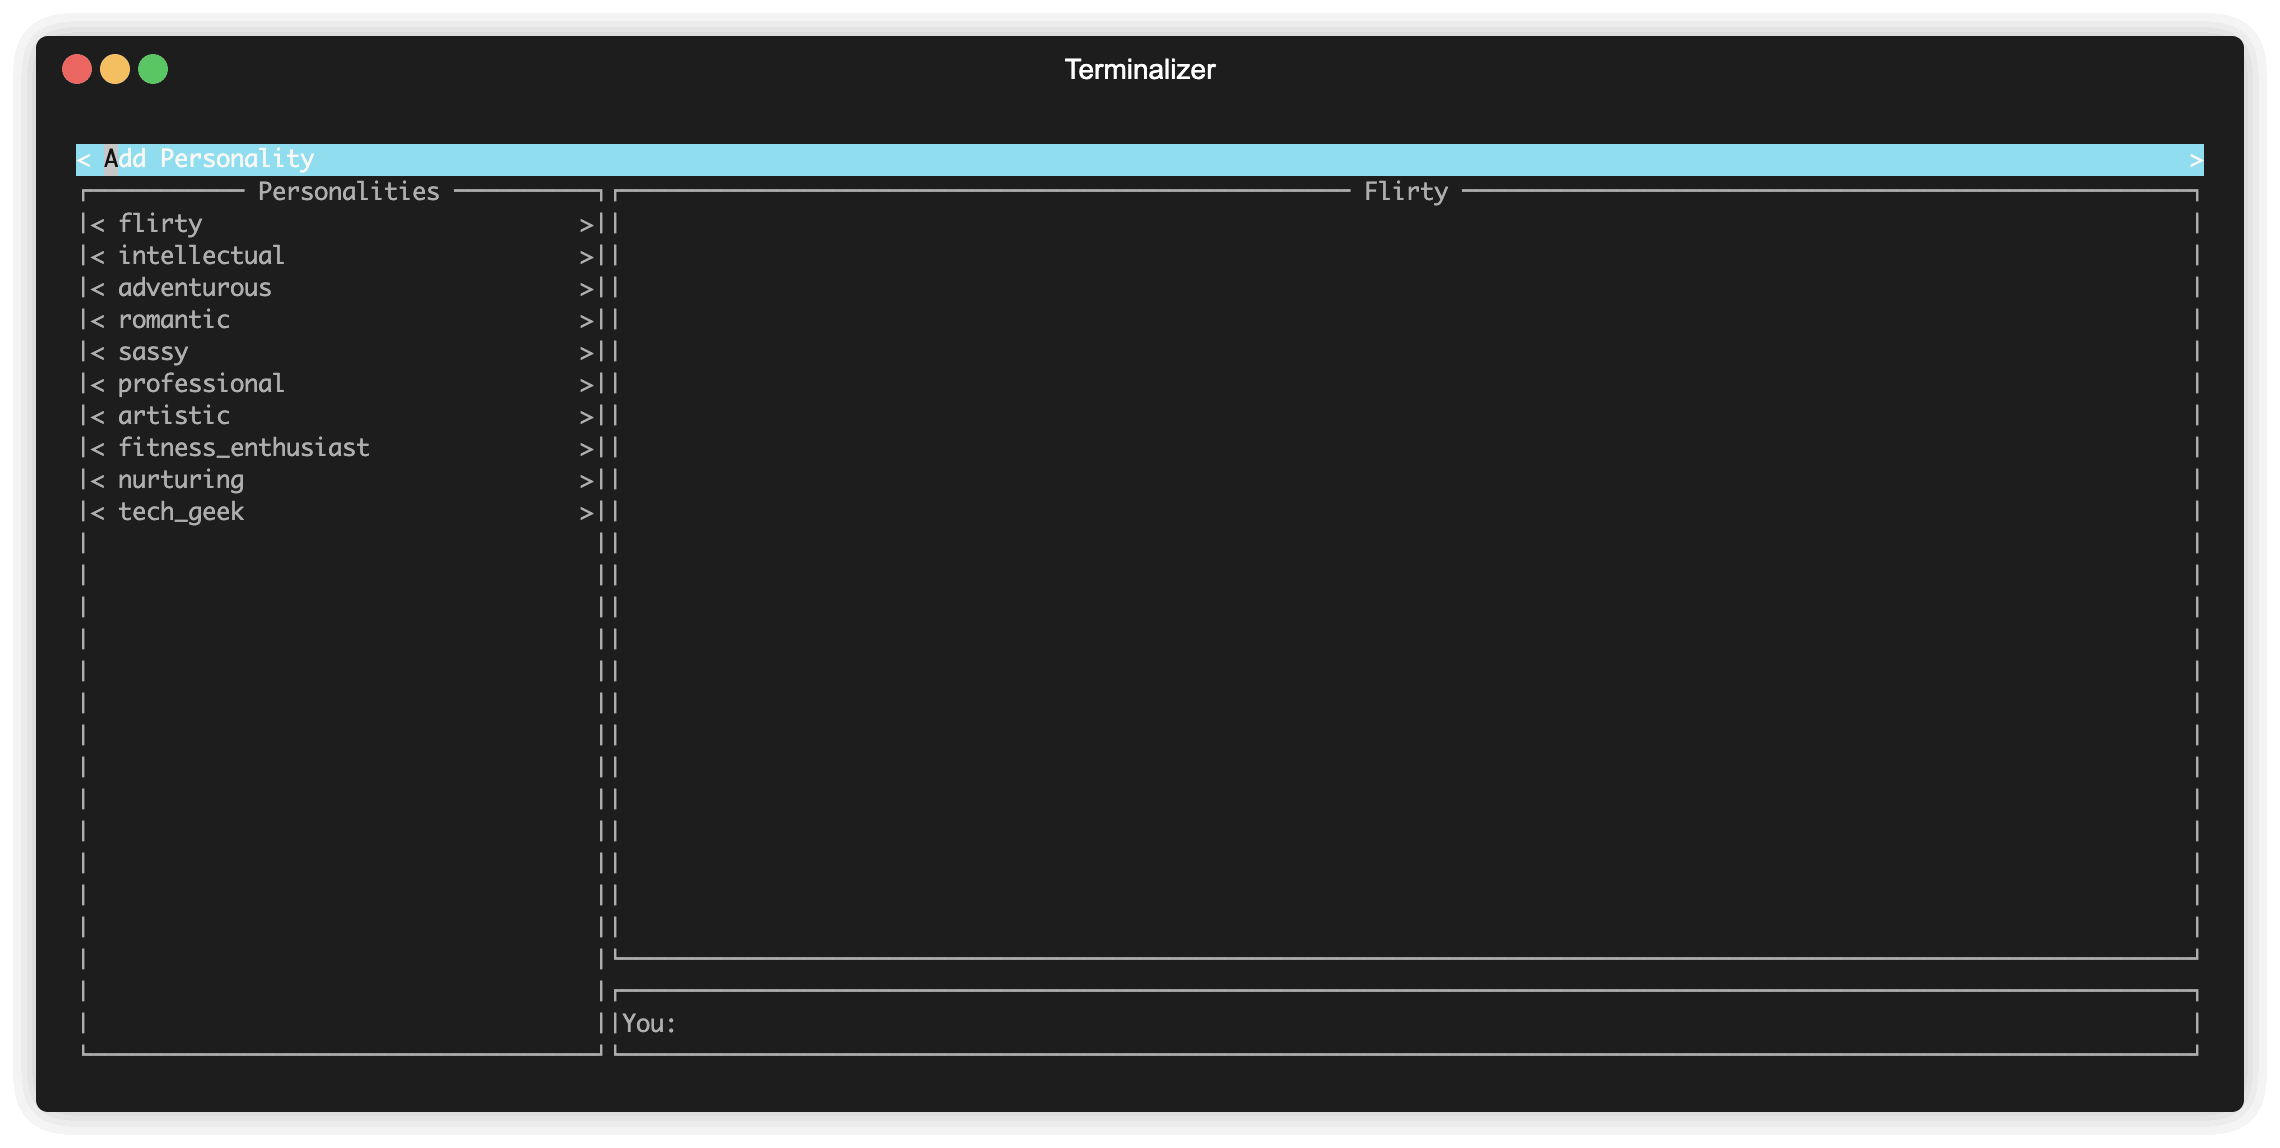 Terminalizer
< Add Personality >
Personalities
< flirty >
< intellectual >
< adventurous >
< romantic >
< sassy >
< professional >
< artistic >
< fitness_enthusiast >
< nurturing >
< tech_geek >
Flirty
You: